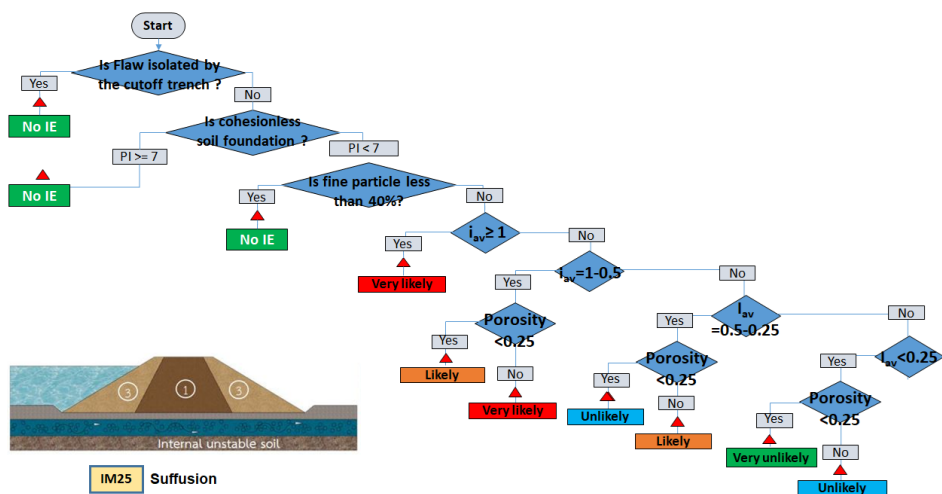 Start
Is Flaw isolated by
the cutoff trench ?
Yes
No
No IE
Is cohesionless
soil foundation ?
PI >= 7
PI < 7
No IE
Is fine particle less
than 40%?
Yes
No
No IE
iav≥ 1
Yes
No
Very likely
iav=1-0.5
Yes
No
Porosity
<0.25
Likely
No
Very likely
Iav
=0.5-0.25
Yes
No
Porosity
<0.25
Yes
Unlikely
No
Likely
Iav<0.25
Yes
Porosity
<0.25
Yes
Very unlikely
No
Unlikely
3
1
3
Internal unstable soil
IM25
Suffusion